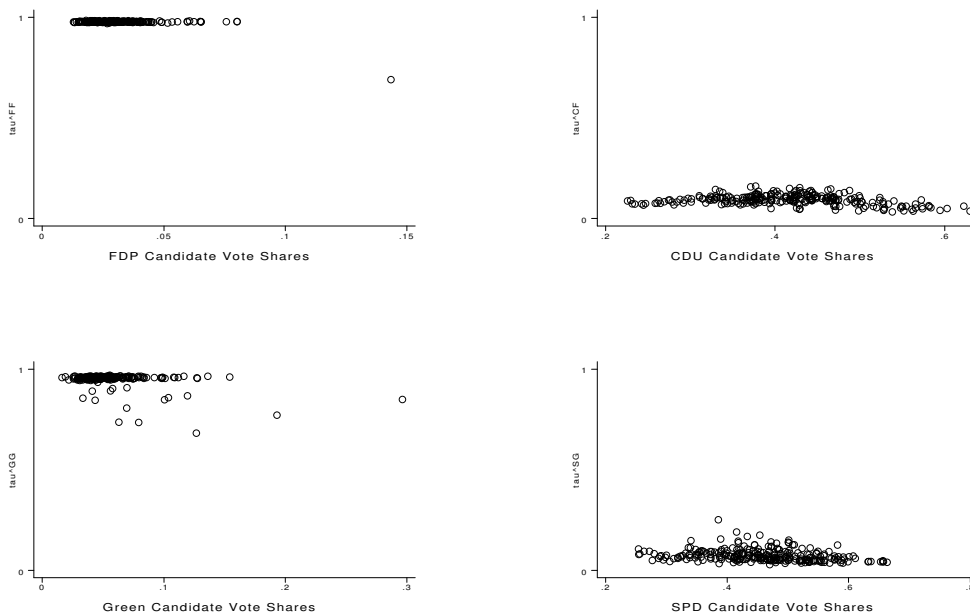 1
tau^FF
0
0 .05 .1 .15
FDP Candidate Vote Shares
1
tau^CF
0
.2 .4 .6
CDU Candidate Vote Shares
1
tau^GG
0
0 .1 .2 .3
Green Candidate Vote Shares
1
tau^SG
0
.2 .4 .6 .8
SPD Candidate Vote Shares